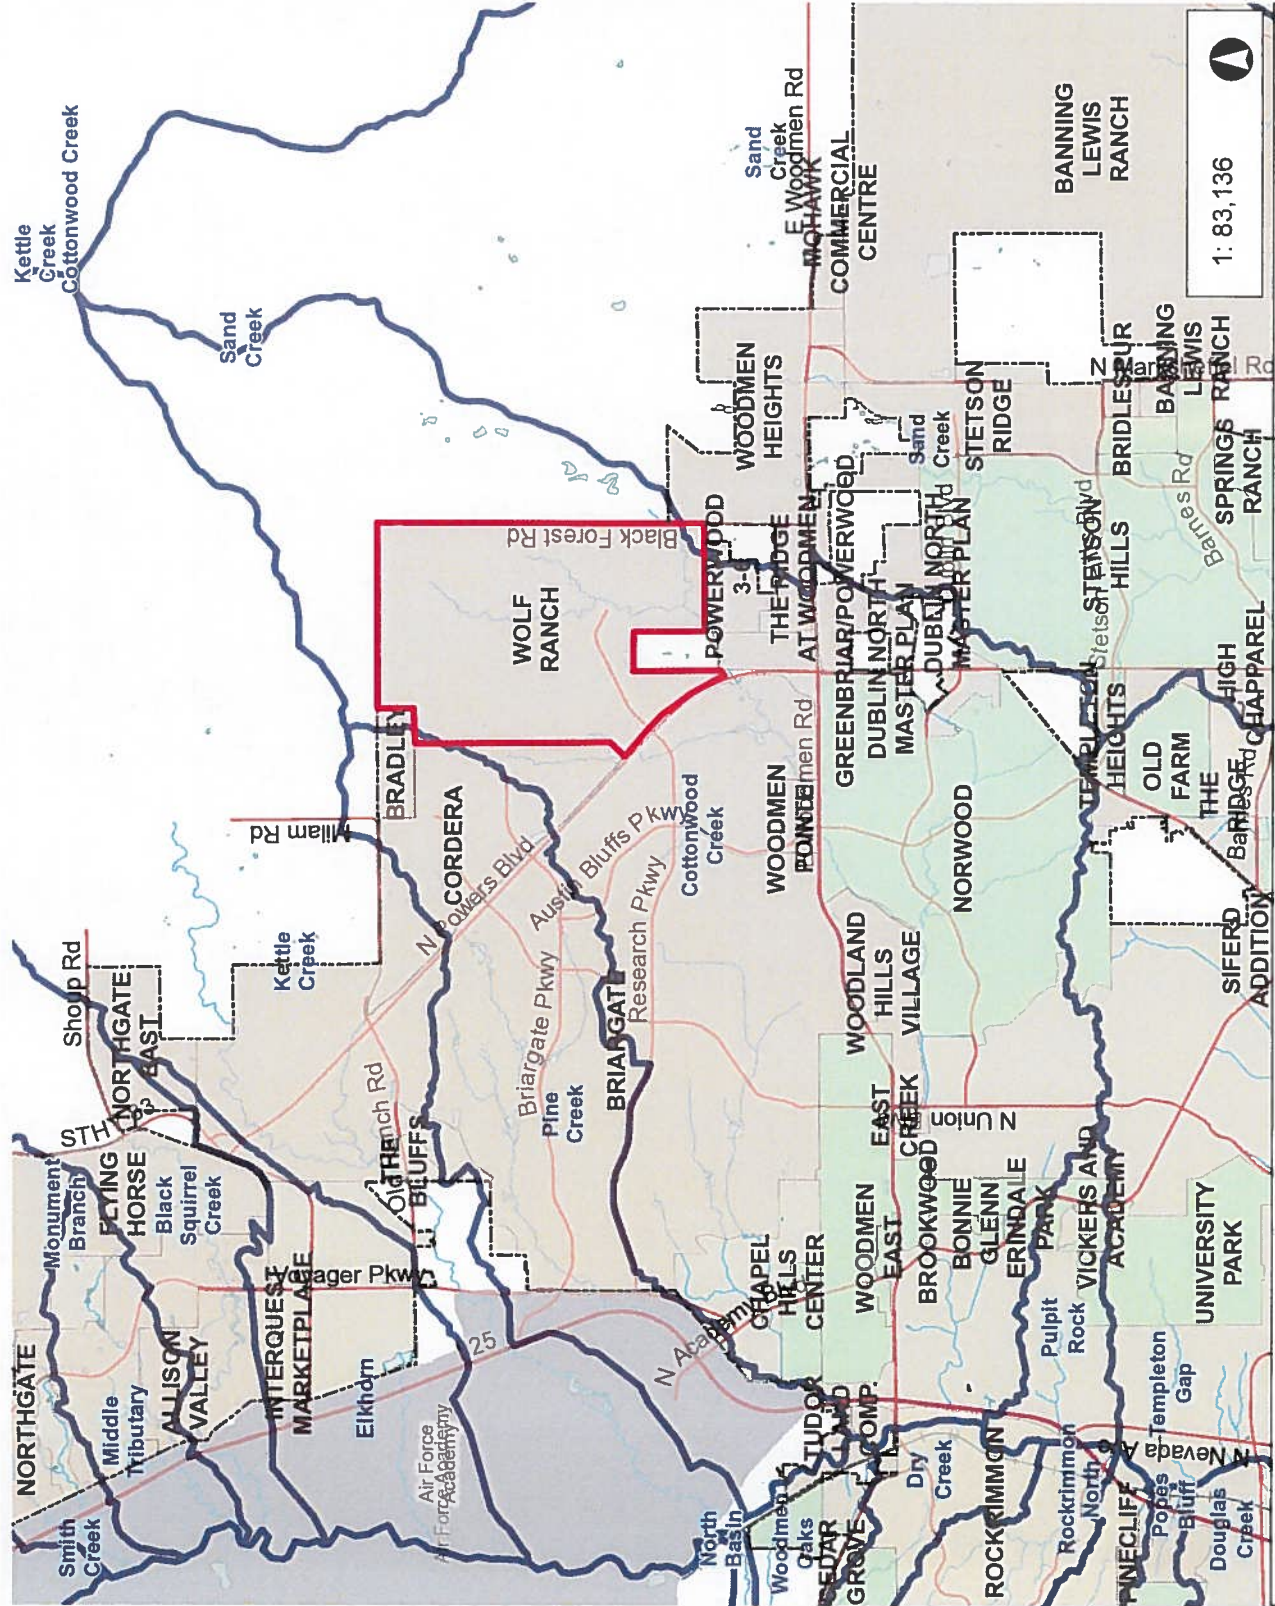 Kettle
Creek
Cottonwood Creek
Sand
Creek
Sand
Creek
E Woodmen Rd
MOHAWK
COMMERCIAL
CENTRE
BANNING
LEWIS
RANCH
1: 83,136
WOODMEN
HEIGHTS
STETSON
RIDGE
Sand
Creek
BRIDLESPUR
BANNING
LEWIS
RANCH
SPRINGS
RANCH
Barnes Rd
WOLF
RANCH
Black Forest Rd
POWERWOOD
THE RIDGE
AT WOODMEN
GREENBRIAR/POWERWOOD
DUBLIN NORTH
MASTER PLAN
DUBLIN NORTH
MASTER PLAN
STETSON
HILLS
HIGH
CHAPPAREL
TEMPLETON
HEIGHTS
OLD
FARM
THE
RIDGE
Milam Rd
BRADLEY
CORDERA
N Powers Blvd
Austin Bluffs Pkwy
Research Pkwy
Cottonwood
Creek
WOODMEN
POINTE
NORWOOD
Shoup Rd
NORTHGATE
EAST
Kettle
Creek
Briargate Pkwy
BRIARGATE
Pine
Creek
WOODLAND
HILLS
VILLAGE
SIFERD
ADDITION
Monument
Branch
FLYING
HORSE
Black
Squirrel
Creek
THE
BLUFFS
EAST
CREEK
N Union
Voyager Pkwy
INTERQUEST
MARKETPLACE
CHAPEL
HILLS
CENTER
WOODMEN
EAST
BROOKWOOD
BONNIE
GLENN
ERINDALE
PARK
VICKERS AND
ACADEMY
UNIVERSITY
PARK
NORTHGATE
Middle
Tributary
ALLISON
VALLEY
Elkhorn
25
N Academy
Pulpit
Rock
Templeton
Gap
Smith
Creek
Air Force
Academy
North
Basin
Woodmen
Oaks
TUDOR
LAND
COMP.
CEDAR
GROVE
Dry
Creek
ROCKRIMMON
Rockrimmon
North
N Nevada Ave
PINECLIFF
Popes
Bluff
Douglas
Creek